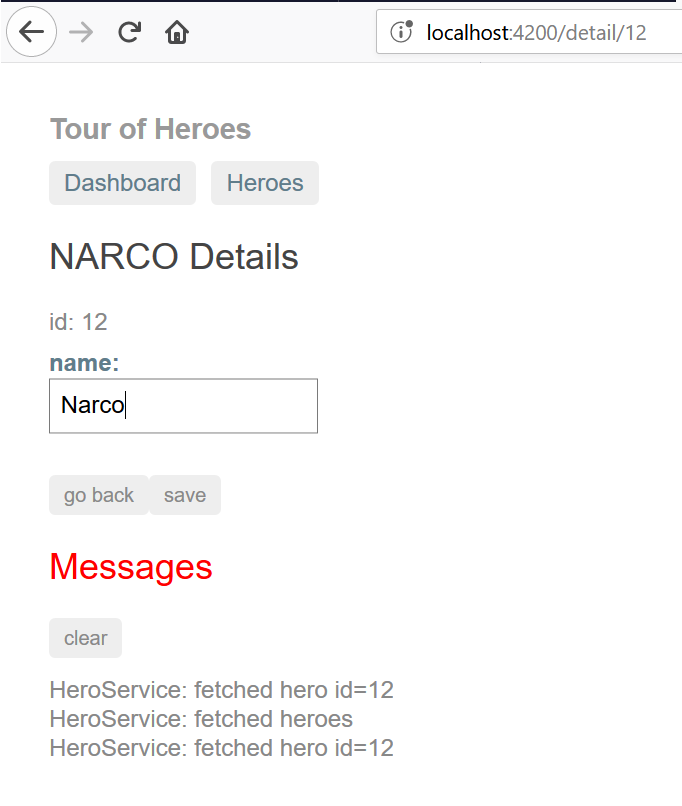 localhost:4200/detail/12
Tour of Heroes
Dashboard Heroes
NARCO Details
id: 12
name:
Narco
go back save
Messages
clear
HeroService: fetched hero id=12
HeroService: fetched heroes
HeroService: fetched hero id=12